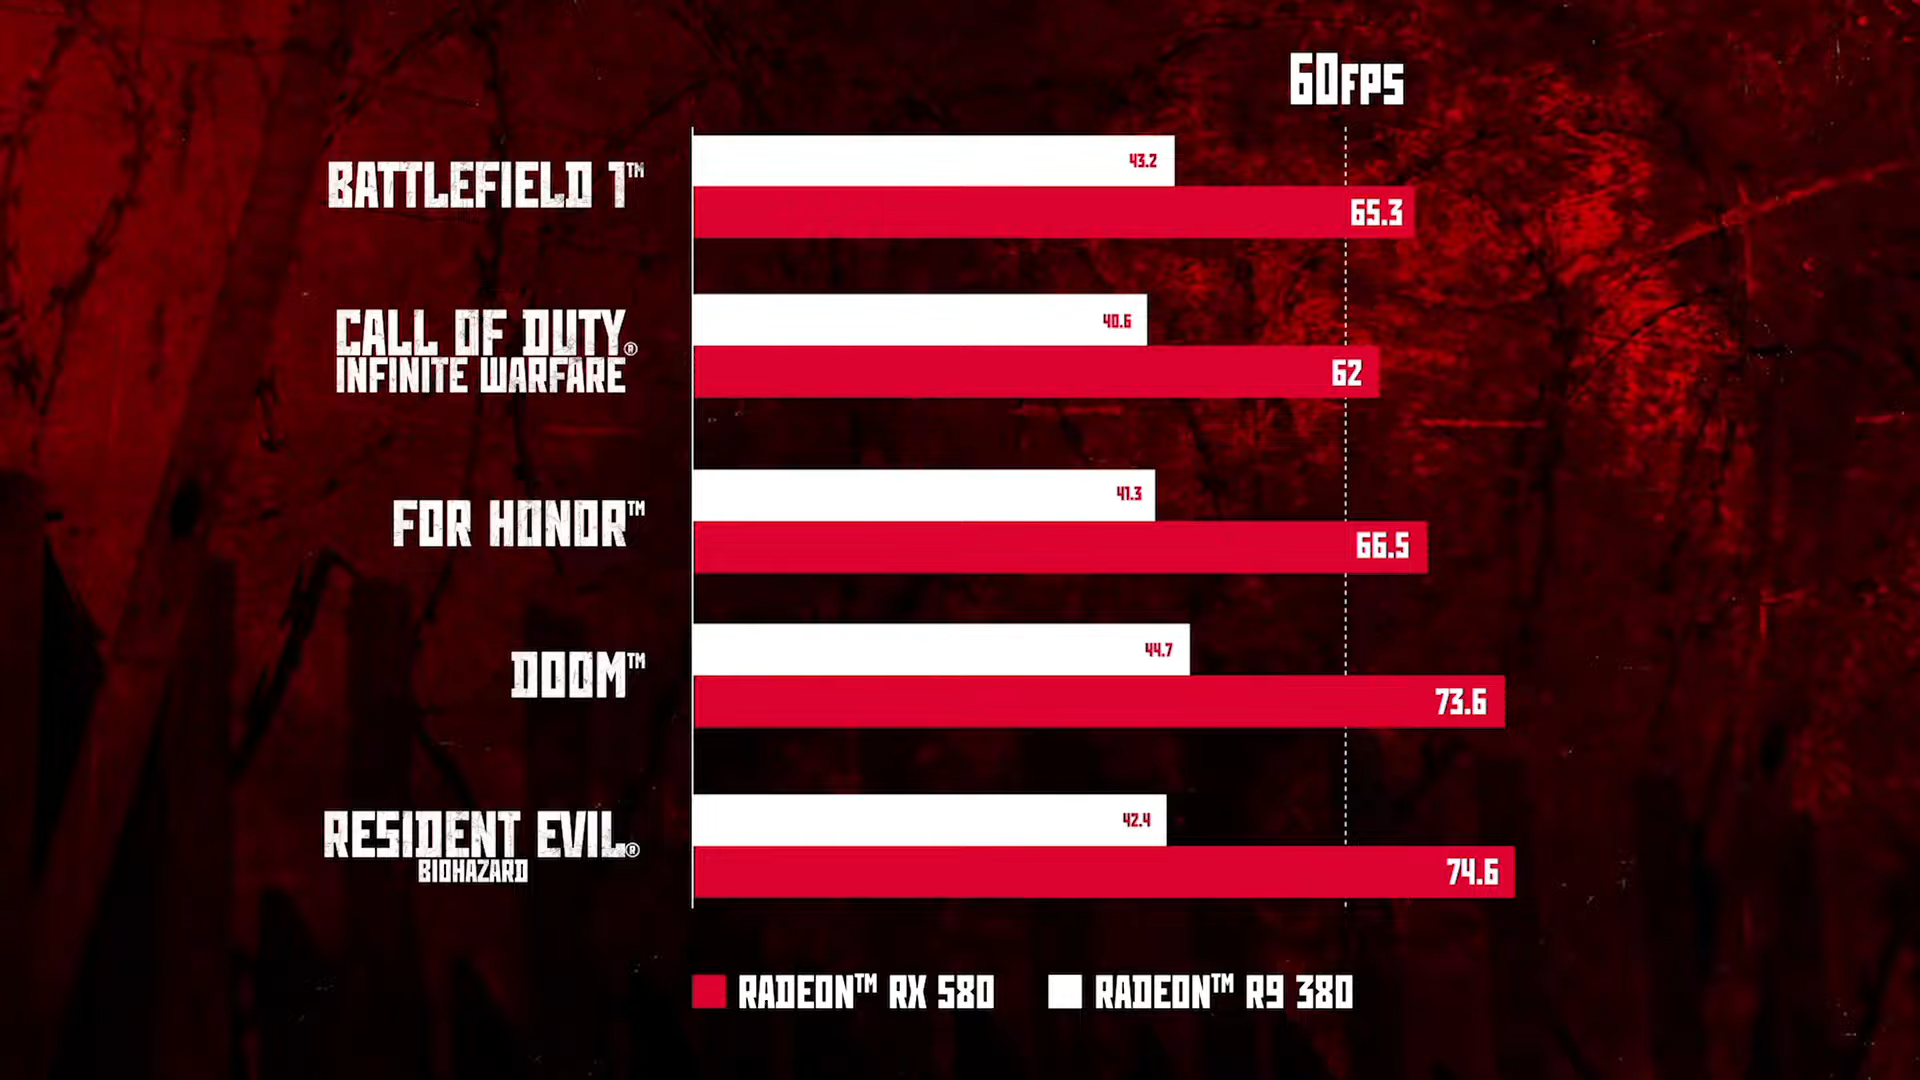 60FPS
BATTLEFIELD 1™
43.2
65.3
CALL OF DUTY®
INFINITE WARFARE
40.6
62
FOR HONOR™
41.3
66.5
DOOM™
44.7
73.6
RESIDENT EVIL®
BIOHAZARD
42.4
74.6
RADEON™ RX 580
RADEON™ R9 380